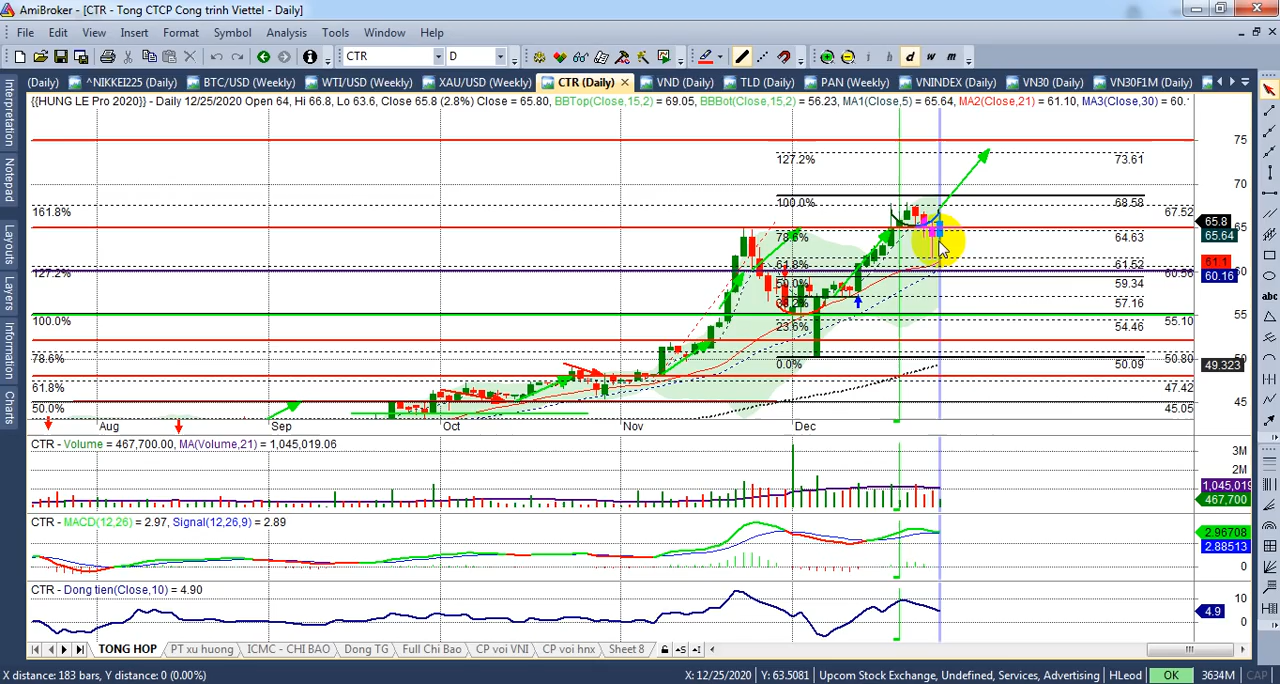 AmiBroker - [CTR - Tong CTCP Cong trinh Viettel - Daily]
File Edit View Insert Format Symbol Analysis Tools Window Help
CTR D i h d w m
(Daily) ^NIKKEI225 (Daily) BTC/USD (Weekly) WTI/USD (Weekly) XAU/USD (Weekly) CTR (Daily) VND (Daily) TLD (Daily) PAN (Weekly) VNINDEX (Daily) VN30 (Daily) VN30F1M (Daily)
{{HUNG LE Pro 2020}} - Daily 12/25/2020 Open 64, Hi 66.8, Lo 63.6, Close 65.8 (2.8%) Close = 65.80, BBTop(Close,15,2) = 69.05, BBBot(Close,15,2) = 56.23, MA1(Close,5) = 65.64, MA2(Close,21) = 61.10, MA3(Close,30) = 60.1
Interpretation
Notepad
Layouts
Layers
Information
Charts
abc
75
127.2% 73.61
70
100.0% 68.58
161.8% 67.52
65.8
65
78.6% 64.63
65.64
61.8% 61.52
61.1
127.2% 60.56
60
60.16
50.0% 59.34
57.16
100.0% 55.10
55
23.6% 54.46
78.6% 50.80
50
0.0% 50.09
49.323
61.8% 47.42
50.0% 45.05
45
Aug Sep Oct Nov Dec
CTR - Volume = 467,700.00, MA(Volume,21) = 1,045,019.06
3M
2M
1,045,019
467,700
CTR - MACD(12,26) = 2.97, Signal(12,26,9) = 2.89
2.96708
2.88513
0
CTR - Dong tien(Close,10) = 4.90
10
4.9
0
TONG HOP PT xu huong ICMC - CHI BAO Dong TG Full Chi Bao CP voi VNI CP voi hnx Sheet 8
X distance: 183 bars, Y distance: 0 (0.00%) X: 12/25/2020 Y: 63.5081 Upcom Stock Exchange, Undefined, Services, Advertising HLeod OK 3634M CAP